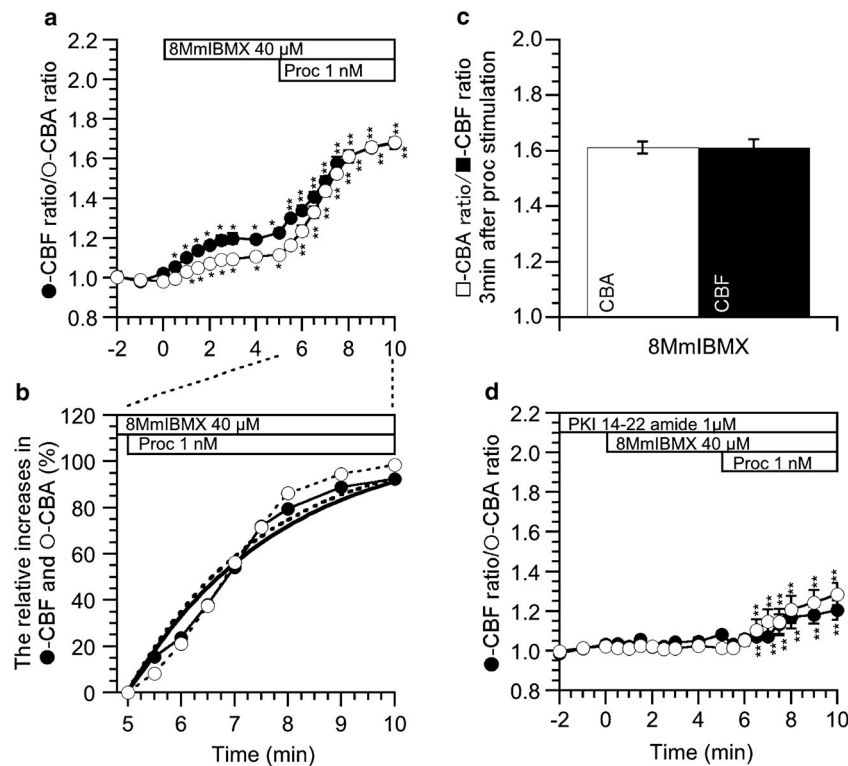 a
●-CBF ratio/○-CBA ratio
2.2
2.0
1.8
1.6
1.4
1.2
1.0
0.8
8MmIBMX 40 µM
Proc 1 nM
* * * * * * * *
** ** ** ** ** ** ** **
-2 0 2 4 6 8 10
c
□-CBA ratio/■-CBF ratio
3min after proc stimulation
2.0
1.8
1.6
1.4
1.2
1.0
CBA
CBF
8MmIBMX
b
The relative increases in
●-CBF and ○-CBA (%)
120
100
80
60
40
20
0
8MmIBMX 40 µM
Proc 1 nM
5 6 7 8 9 10
Time (min)
d
●-CBF ratio/○-CBA ratio
2.2
2.0
1.8
1.6
1.4
1.2
1.0
0.8
PKI 14-22 amide 1µM
8MmIBMX 40 µM
Proc 1 nM
** ** ** ** ** ** **
-2 0 2 4 6 8 10
Time (min)